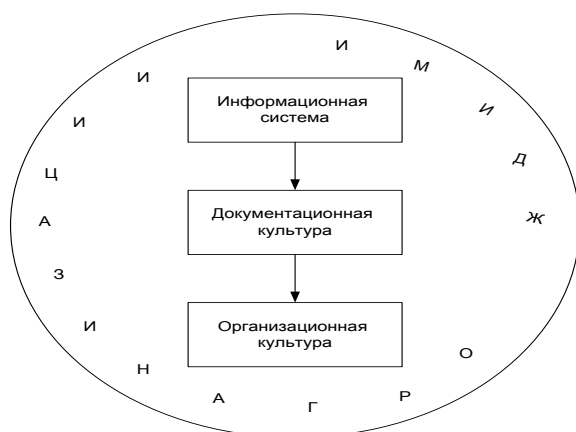 ИМИДЖ
ОРГАНИЗАЦИИ
Информационная
система
Документационная
культура
Организационная
культура